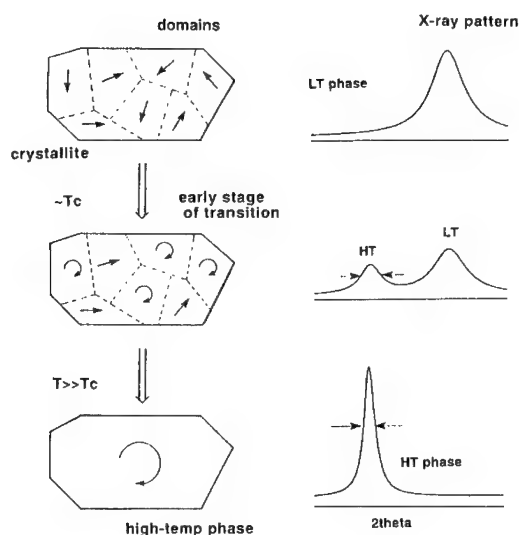 domains
X-ray pattern
LT phase
crystallite
~Tc
early stage
of transition
HT
LT
T>>Tc
HT phase
high-temp phase
2theta